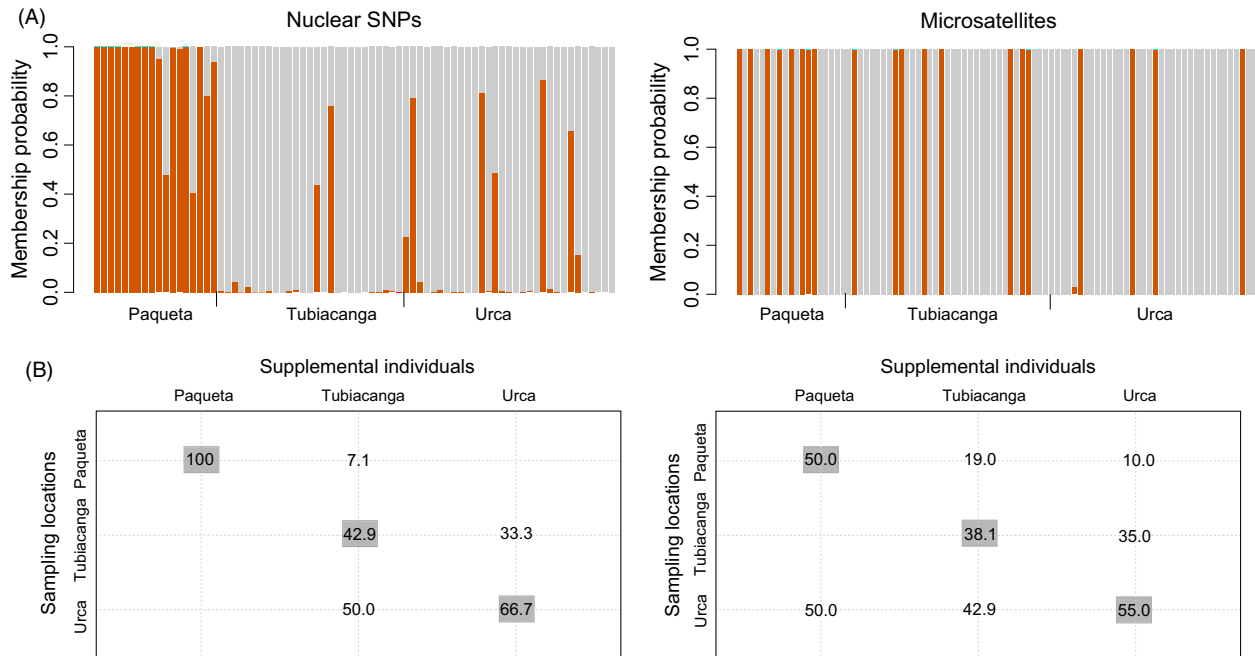 (A)
Nuclear SNPs
Microsatellites
Membership probability
1.0
0.8
0.6
0.4
0.2
0.0
Paqueta
Tubiacanga
Urca
Membership probability
1.0
0.8
0.6
0.4
0.2
0.0
Paqueta
Tubiacanga
Urca
(B)
Supplemental individuals
Paqueta Tubiacanga Urca
Sampling locations
Paqueta
Tubiacanga
Urca
100 7.1
42.9 33.3
50.0 66.7
Supplemental individuals
Paqueta Tubiacanga Urca
Sampling locations
Paqueta
Tubiacanga
Urca
50.0 19.0 10.0
38.1 35.0
50.0 42.9 55.0